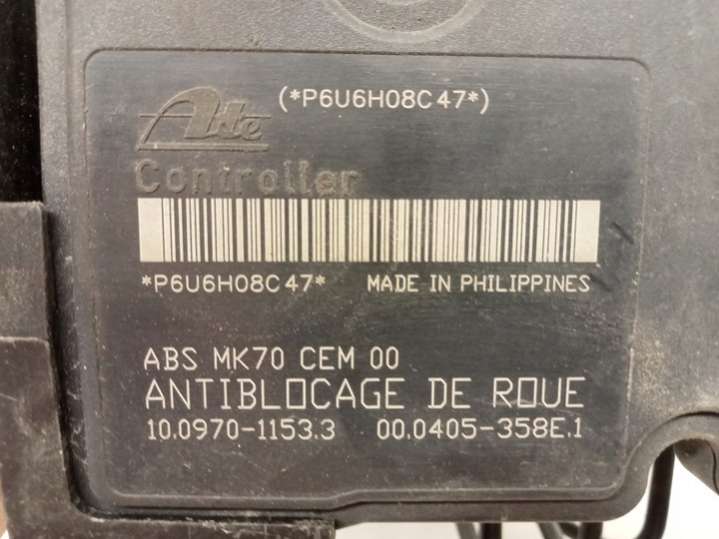 (*P6U6H08C47*)
Ate
Controller
*P6U6H08C47* MADE IN PHILIPPINES
ABS MK70 CEM 00
ANTIBLOCAGE DE ROUE
10.0970-1153.3 00.0405-358E.1